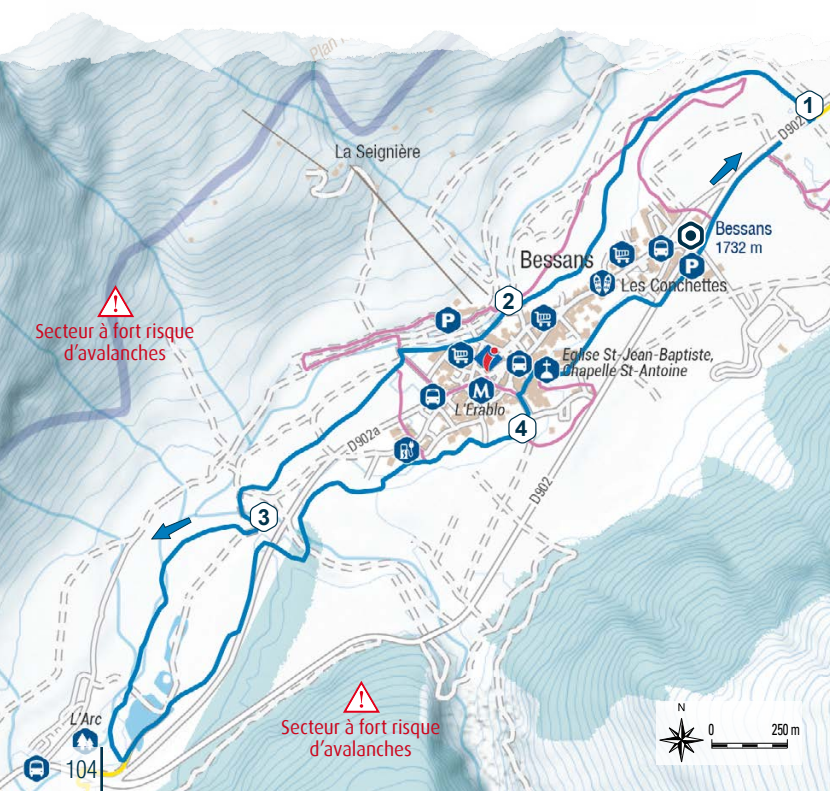 Plan
1
D902
La Seignière
Bessans
1732 m
P
Bessans
Les Conchettes
2
P
!
Secteur à fort risque
d'avalanches
Eglise St-Jean-Baptiste,
Chapelle St-Antoine
i
M
L'Erablo
4
D902a
D902
3
!
Secteur à fort risque
d'avalanches
L'Arc
104
N
0 250 m